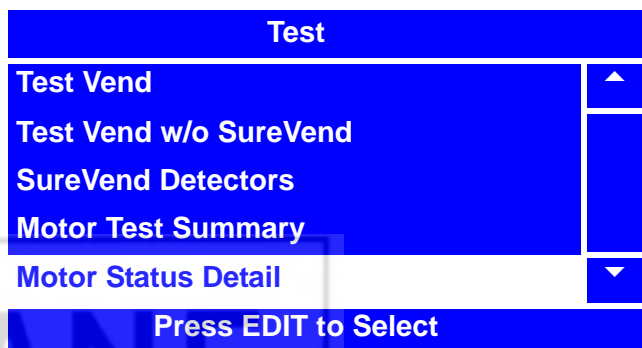 Test
Test Vend
Test Vend w/o SureVend
SureVend Detectors
Motor Test Summary
Motor Status Detail
Press EDIT to Select